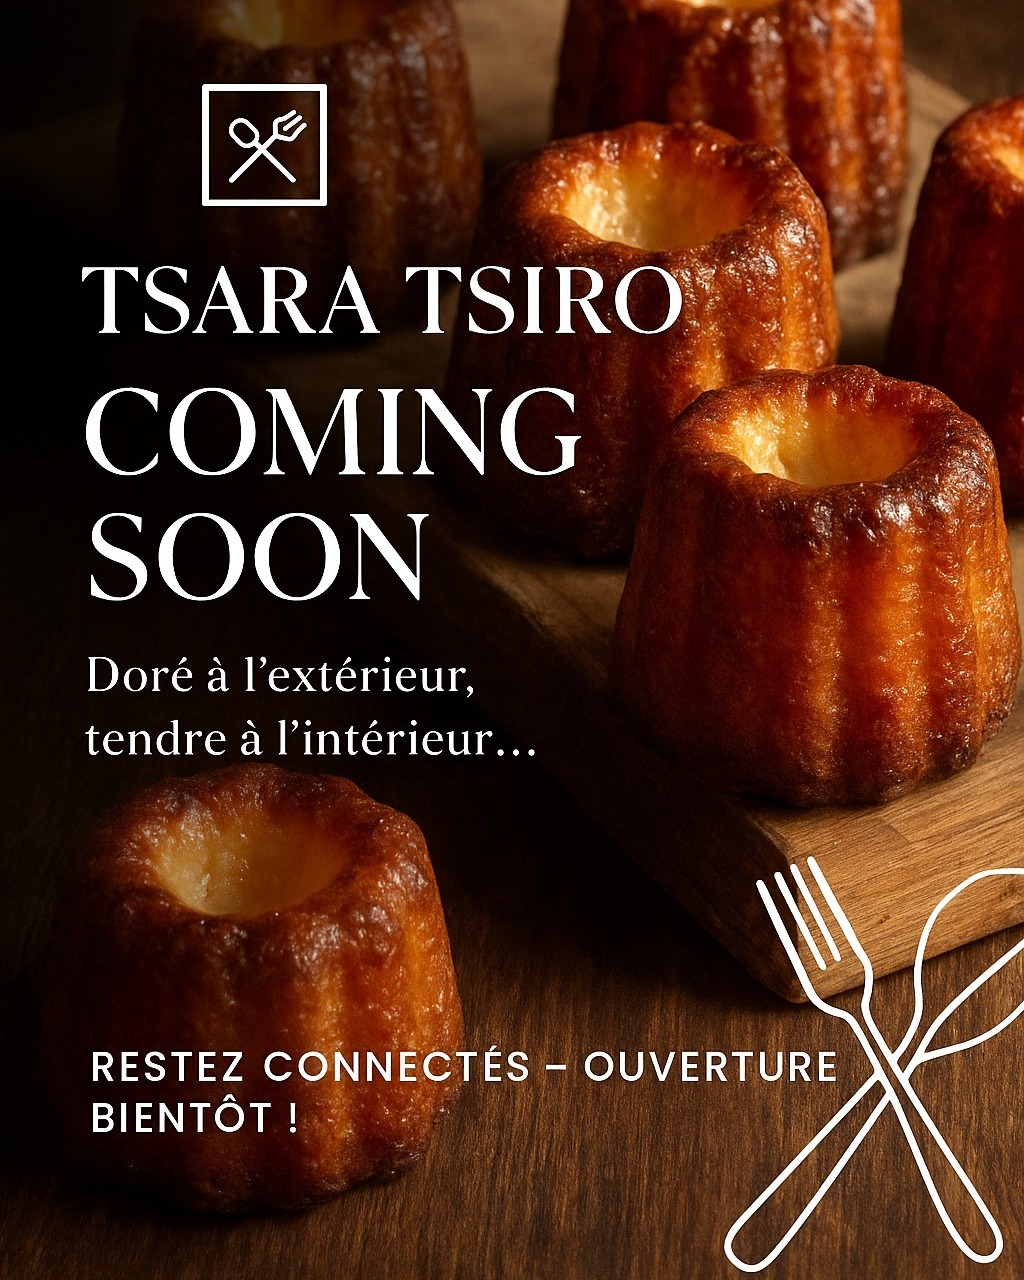 TSARA TSIRO
COMING
SOON
Doré à l’extérieur,
tendre à l’intérieur...
RESTEZ CONNECTÉS – OUVERTURE
BIENTÔT !